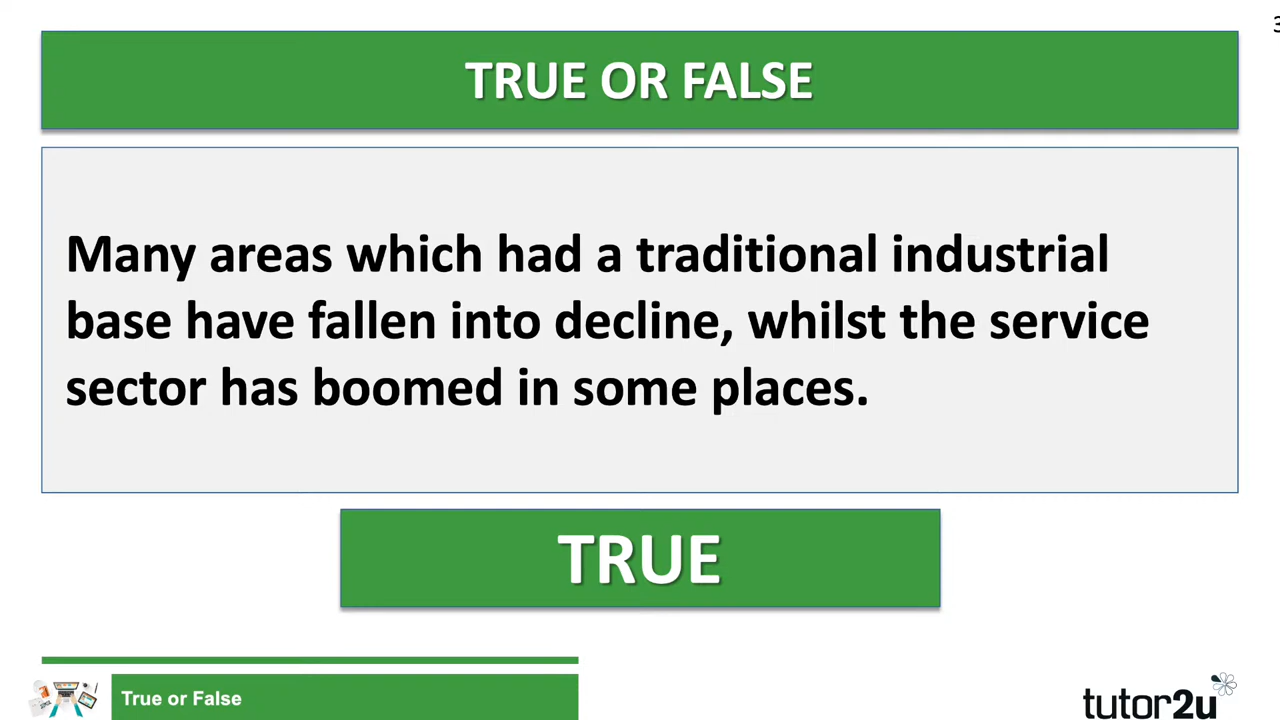 3
TRUE OR FALSE
Many areas which had a traditional industrial
base have fallen into decline, whilst the service
sector has boomed in some places.
TRUE
True or False
tutor2u